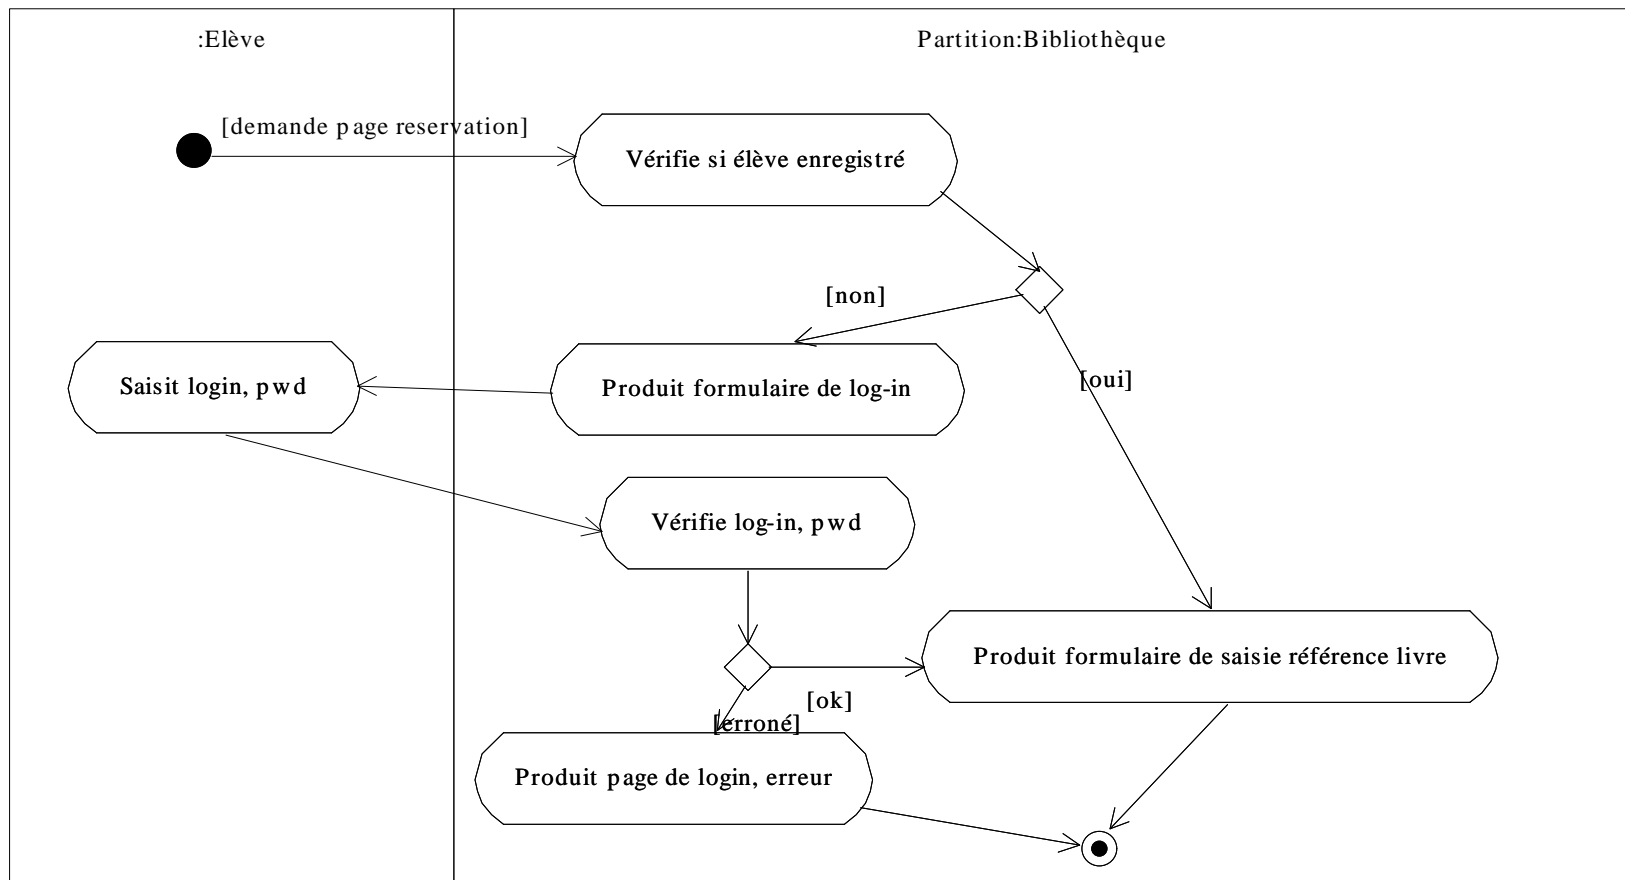 :Elève
Partition:Bibliothèque
[demande page reservation]
Vérifie si élève enregistré
[non]
[oui]
Saisit login, pwd
Produit formulaire de log-in
Vérifie log-in, pwd
Produit formulaire de saisie référence livre
[ok]
[erroné]
Produit page de login, erreur